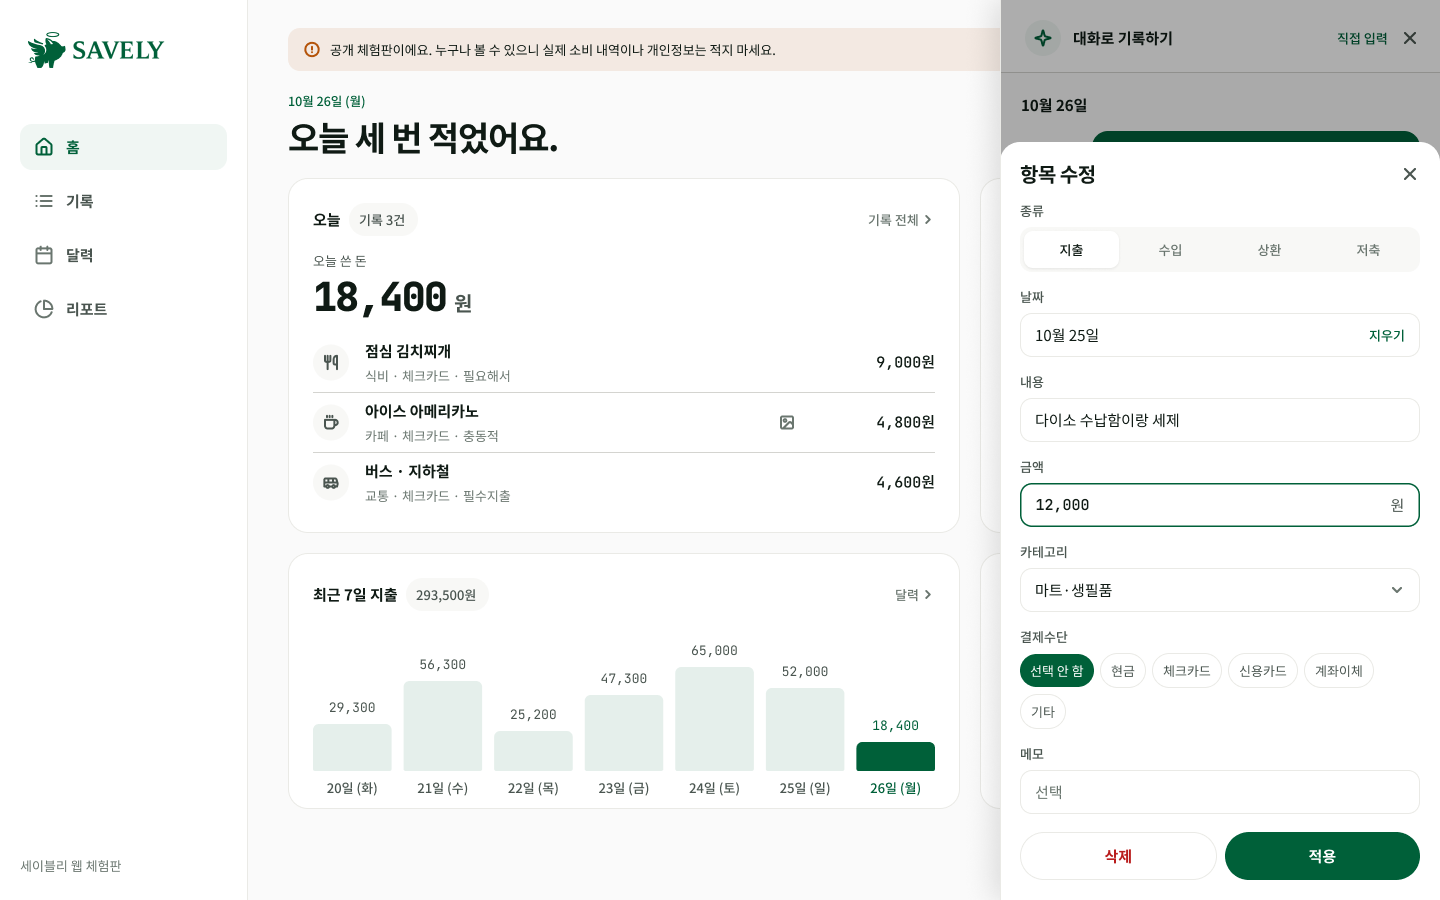 SAVELY
홈
기록
달력
리포트
세이블리 웹 체험판
공개 체험판이에요. 누구나 볼 수 있으니 실제 소비 내역이나 개인정보는 적지 마세요.
10월 26일 (월)
오늘 세 번 적었어요.
오늘 기록 3건 기록 전체
오늘 쓴 돈
18,400 원
점심 김치찌개 9,000원
식비 · 체크카드 · 필요해서
아이스 아메리카노 4,800원
카페 · 체크카드 · 충동적
버스 · 지하철 4,600원
교통 · 체크카드 · 필수지출
최근 7일 지출 293,500원 달력
29,300 56,300 25,200 47,300 65,000 52,000 18,400
20일 (화) 21일 (수) 22일 (목) 23일 (금) 24일 (토) 25일 (일) 26일 (월)
대화로 기록하기 직접 입력
10월 26일
항목 수정
종류
지출 수입 상환 저축
날짜
10월 25일 지우기
내용
다이소 수납함이랑 세제
금액
12,000 원
카테고리
마트·생필품
결제수단
선택 안 함 현금 체크카드 신용카드 계좌이체
기타
메모
선택
삭제 적용